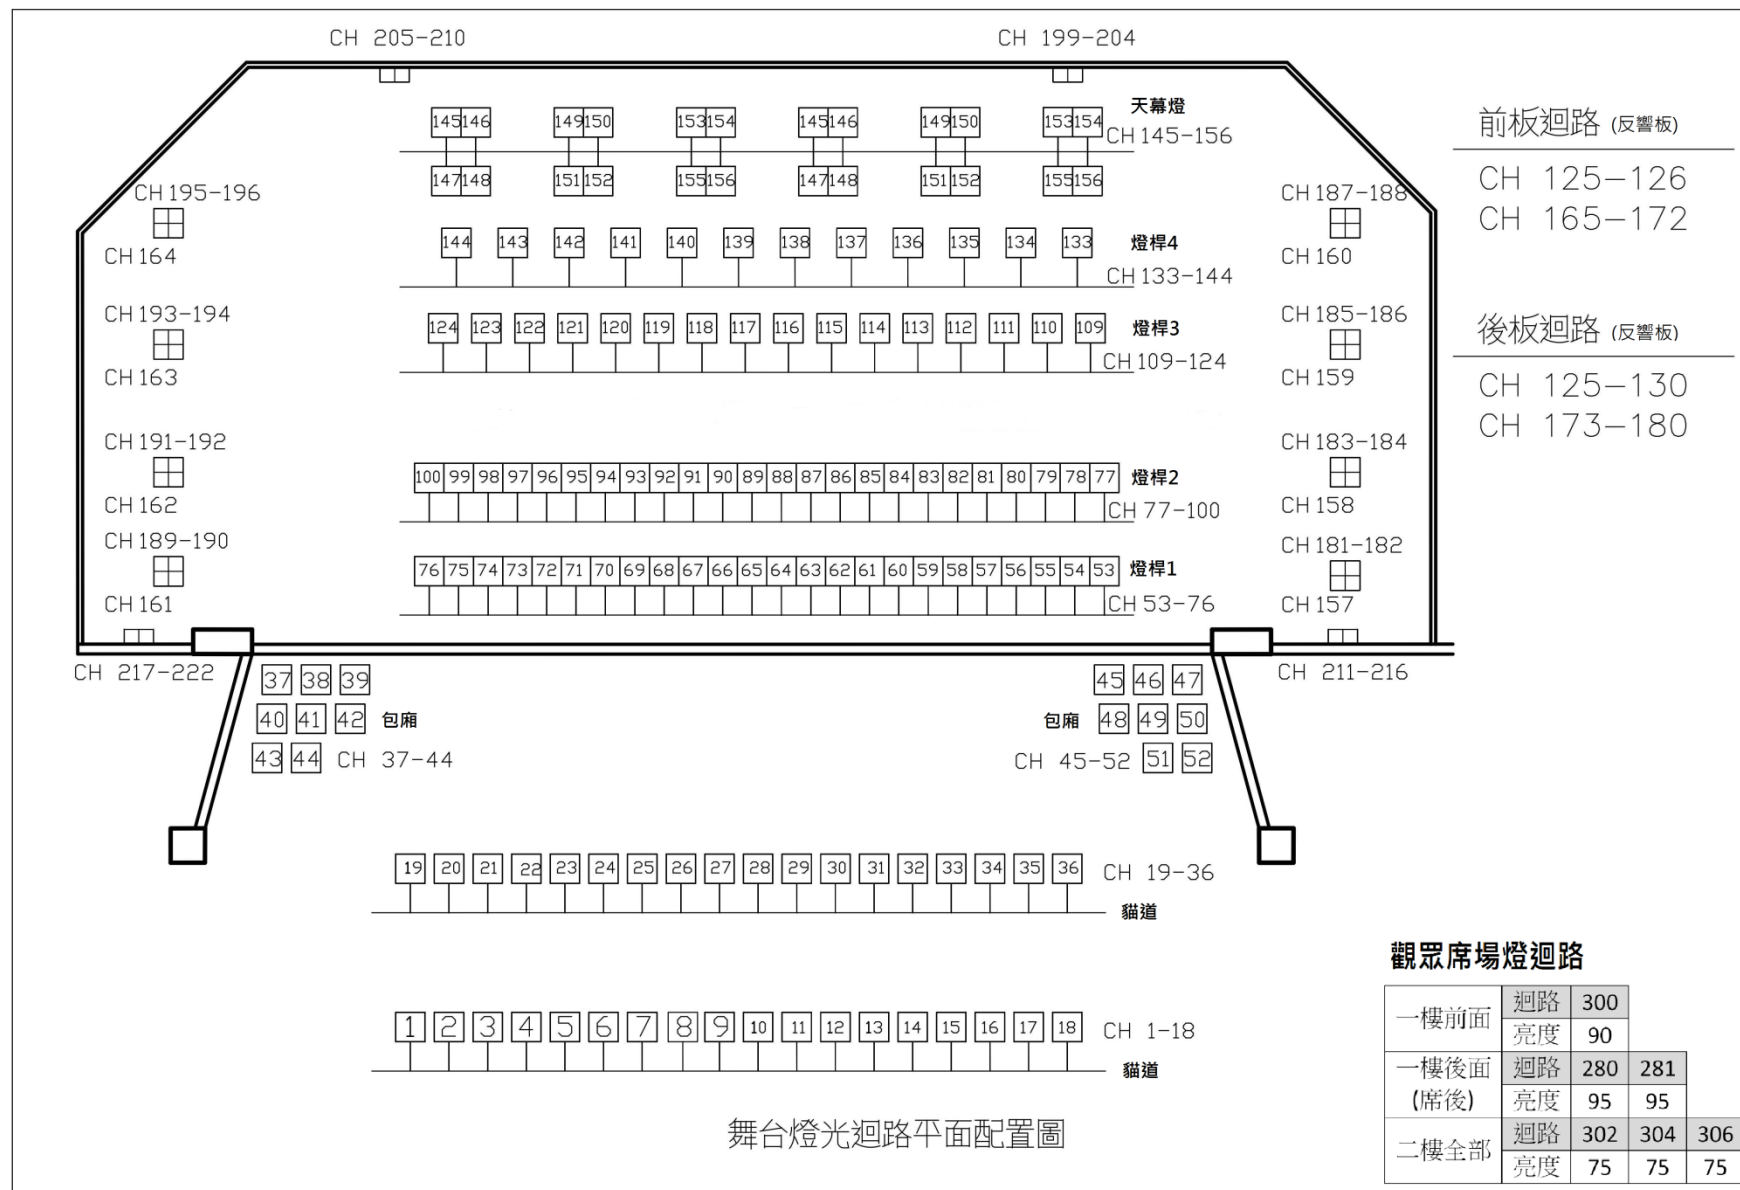 CH 205-210
CH 199-204
145 146 149 150 153 154 145 146 149 150 153 154
天幕燈
CH 145-156
147 148 151 152 155 156 147 148 151 152 155 156
CH 195-196
CH 164
CH 187-188
CH 160
144 143 142 141 140 139 138 137 136 135 134 133
燈桿4
CH 133-144
CH 193-194
CH 163
CH 185-186
CH 159
124 123 122 121 120 119 118 117 116 115 114 113 112 111 110 109
燈桿3
CH 109-124
CH 191-192
CH 162
CH 183-184
CH 158
100 99 98 97 96 95 94 93 92 91 90 89 88 87 86 85 84 83 82 81 80 79 78 77
燈桿2
CH 77-100
CH 189-190
CH 161
CH 181-182
CH 157
76 75 74 73 72 71 70 69 68 67 66 65 64 63 62 61 60 59 58 57 56 55 54 53
燈桿1
CH 53-76
CH 217-222
CH 211-216
37 38 39
40 41 42 包廂
43 44 CH 37-44
45 46 47
包廂 48 49 50
CH 45-52 51 52
19 20 21 22 23 24 25 26 27 28 29 30 31 32 33 34 35 36 CH 19-36
貓道
1 2 3 4 5 6 7 8 9 10 11 12 13 14 15 16 17 18 CH 1-18
貓道
舞台燈光迴路平面配置圖
前板迴路 (反響板)
CH 125-126
CH 165-172
後板迴路 (反響板)
CH 125-130
CH 173-180
觀眾席場燈迴路
一樓前面 迴路 300
亮度 90
一樓後面 迴路 280 281
(席後) 亮度 95 95
二樓全部 迴路 302 304 306
亮度 75 75 75